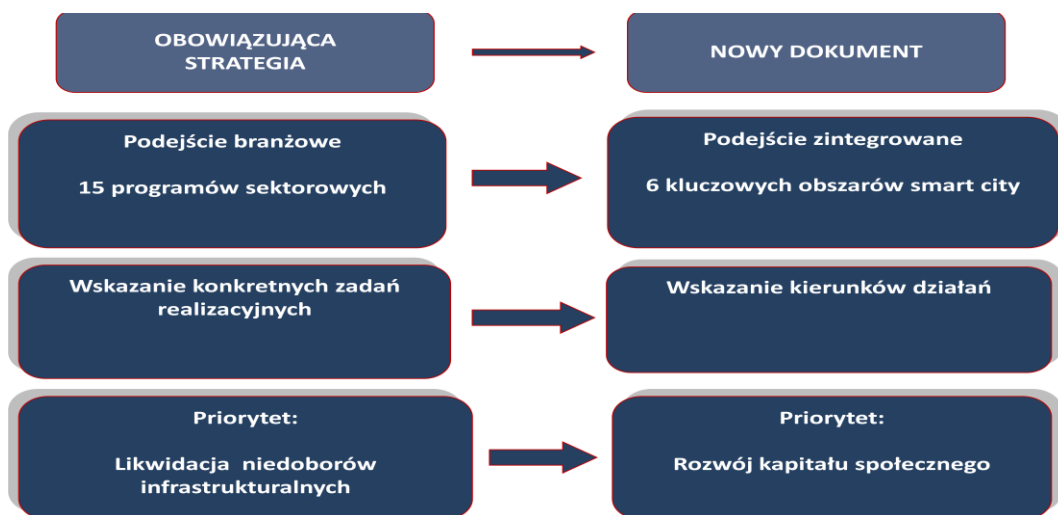 OBOWIĄZUJĄCA
STRATEGIA
NOWY DOKUMENT
Podejście branżowe
15 programów sektorowych
Podejście zintegrowane
6 kluczowych obszarów smart city
Wskazanie konkretnych zadań
realizacyjnych
Wskazanie kierunków działań
Priorytet:
Likwidacja niedoborów
infrastrukturalnych
Priorytet:
Rozwój kapitału społecznego